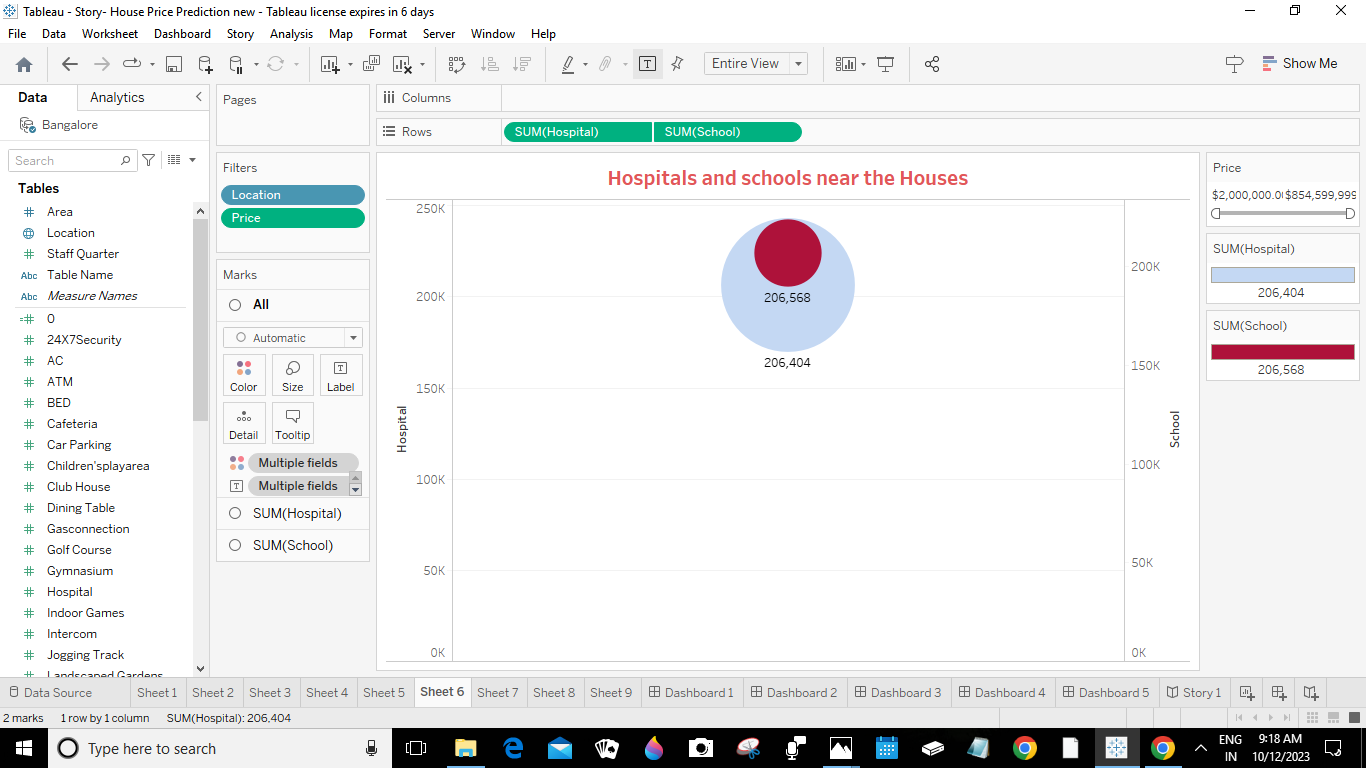 Tableau - Story- House Price Prediction new - Tableau license expires in 6 days
File Data Worksheet Dashboard Story Analysis Map Format Server Window Help
Entire View
Show Me
Data Analytics
Bangalore
Search
Tables
Area
Location
Staff Quarter
Abc Table Name
Abc Measure Names
0
24X7Security
AC
ATM
BED
Cafeteria
Car Parking
Children'splayarea
Club House
Dining Table
Gasconnection
Golf Course
Gymnasium
Hospital
Indoor Games
Intercom
Jogging Track
Landscaped Gardens
Pages
Filters
Location
Price
Marks
All
Automatic
Color Size Label
Detail Tooltip
Multiple fields
Multiple fields
SUM(Hospital)
SUM(School)
Columns
Rows SUM(Hospital) SUM(School)
Hospitals and schools near the Houses
250K
200K
150K
100K
50K
0K
Hospital
206,568
206,404
200K
150K
100K
50K
0K
School
Price
$2,000,000.0 $854,599,999
SUM(Hospital)
206,404
SUM(School)
206,568
Data Source Sheet 1 Sheet 2 Sheet 3 Sheet 4 Sheet 5 Sheet 6 Sheet 7 Sheet 8 Sheet 9 Dashboard 1 Dashboard 2 Dashboard 3 Dashboard 4 Dashboard 5 Story 1
2 marks 1 row by 1 column SUM(Hospital): 206,404
Type here to search
ENG
IN
9:18 AM
10/12/2023